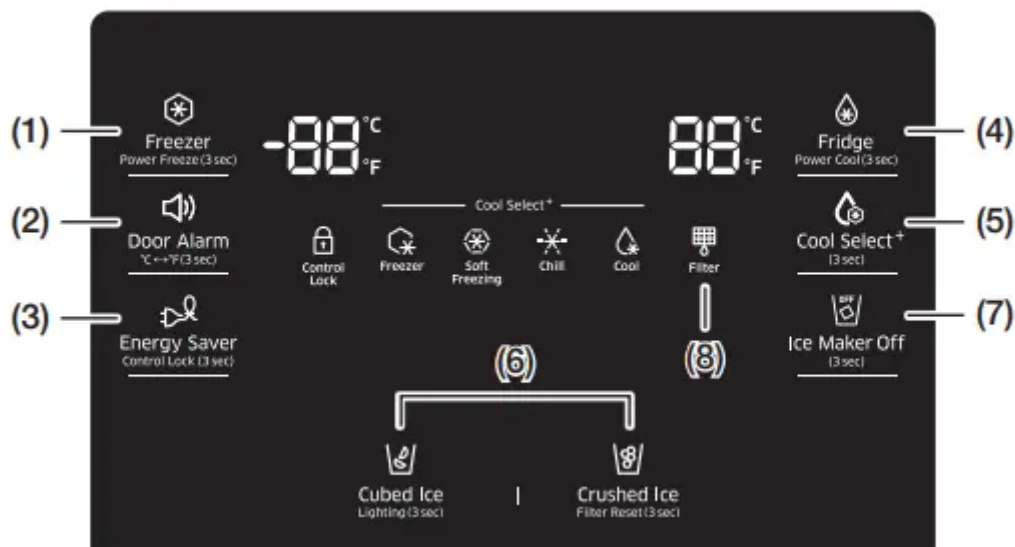 (1)
Freezer
Power Freeze (3 sec)
-88 °C
°F
88 °C
°F
Fridge
Power Cool (3 sec)
(4)
(2)
Door Alarm
°C↔°F (3 sec)
Cool Select+
Control
Lock
Freezer
Soft
Freezing
Chill
Cool
Filter
Cool Select+
(3 sec)
(5)
(3)
Energy Saver
Control Lock (3 sec)
(6)
(8)
OFF
Ice Maker Off
(3 sec)
(7)
Cubed Ice
Lighting (3 sec)
|
Crushed Ice
Filter Reset (3 sec)